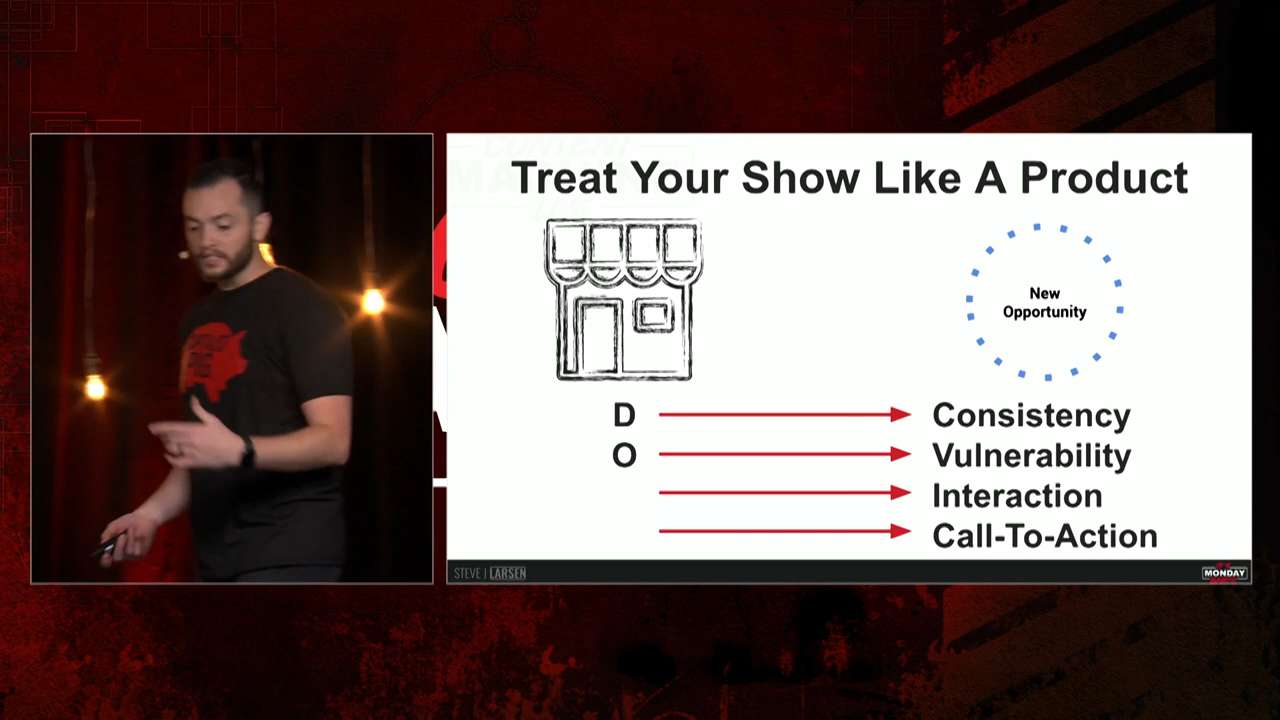 Treat Your Show Like A Product
New
Opportunity
D Consistency
O Vulnerability
Interaction
Call-To-Action
STEVE J LARSEN
MONDAY